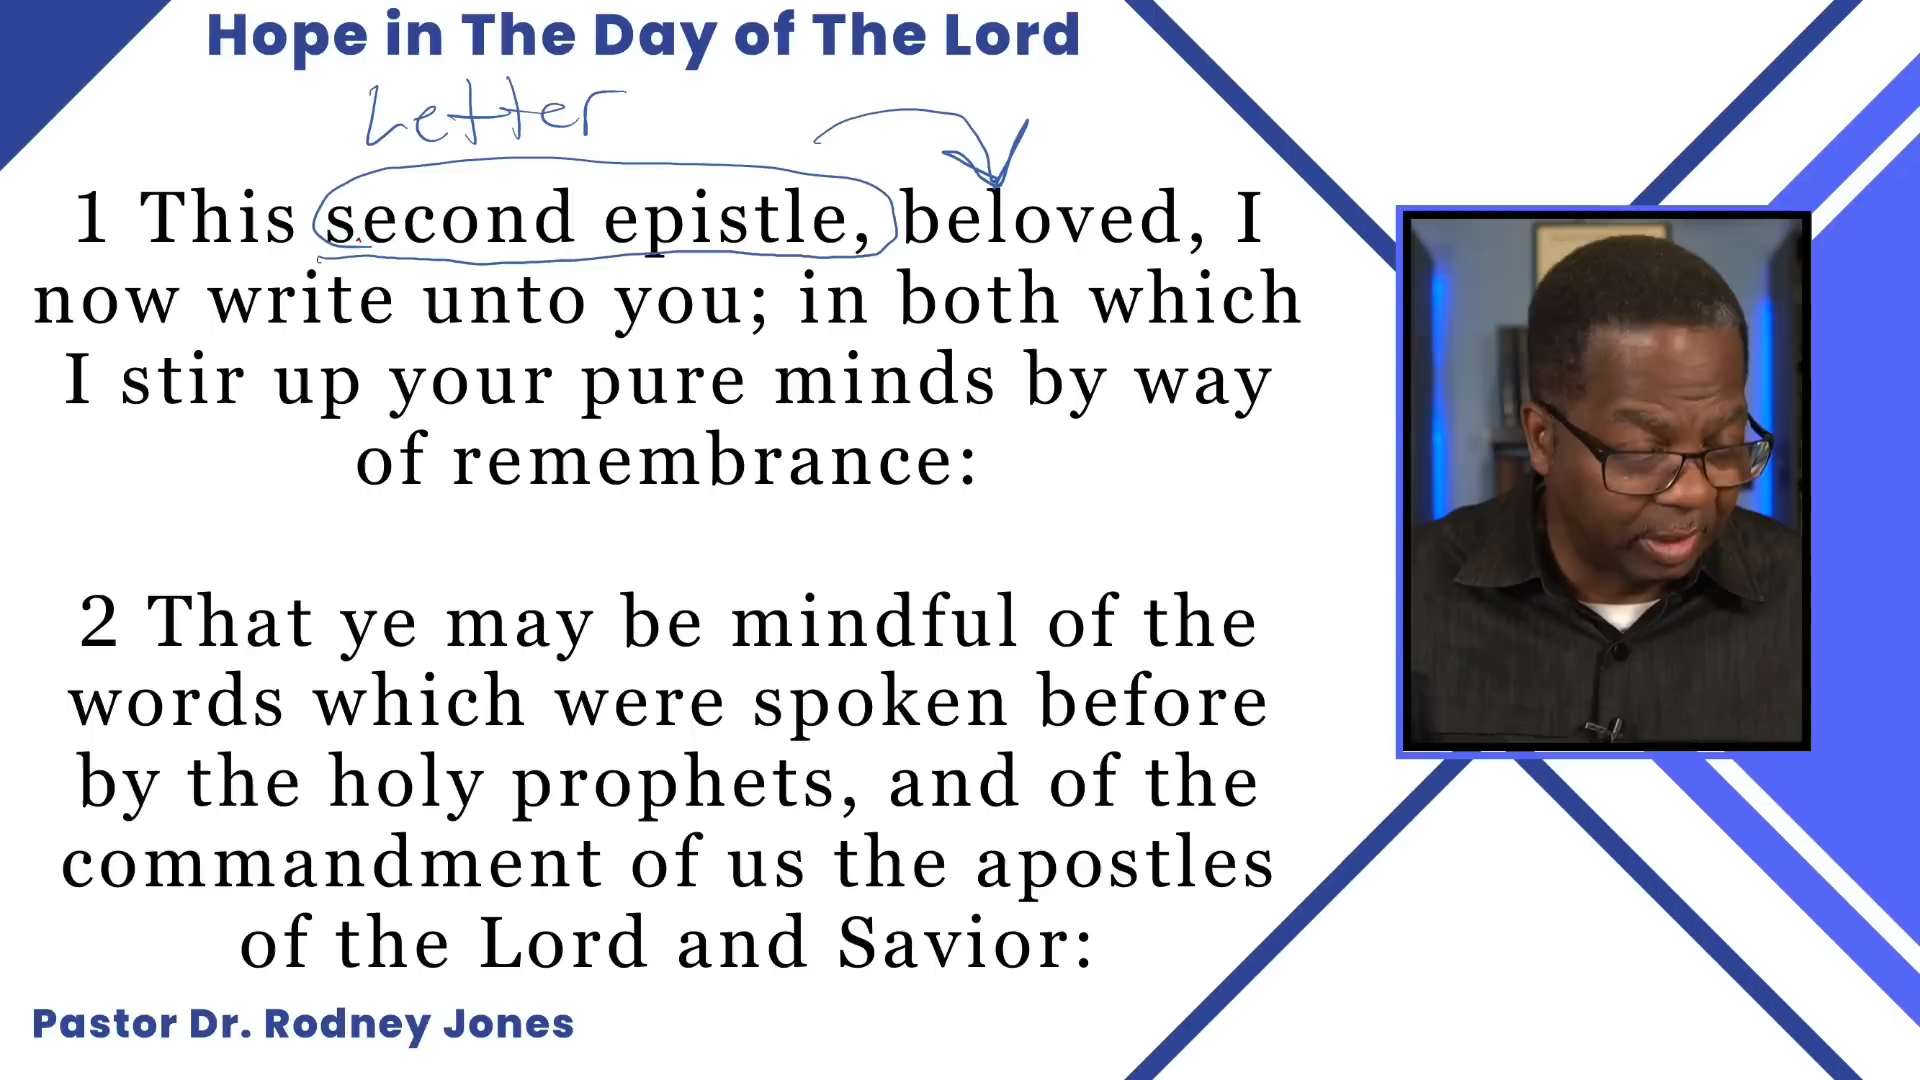 Hope in The Day of The Lord
Letter
1 This second epistle, beloved, I
now write unto you; in both which
I stir up your pure minds by way
of remembrance:
2 That ye may be mindful of the
words which were spoken before
by the holy prophets, and of the
commandment of us the apostles
of the Lord and Savior:
Pastor Dr. Rodney Jones